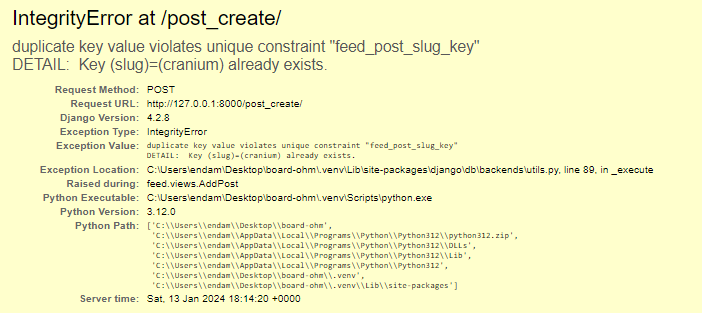 IntegrityError at /post_create/
duplicate key value violates unique constraint "feed_post_slug_key"
DETAIL:  Key (slug)=(cranium) already exists.
Request Method: POST
Request URL: http://127.0.0.1:8000/post_create/
Django Version: 4.2.8
Exception Type: IntegrityError
Exception Value: duplicate key value violates unique constraint "feed_post_slug_key"
DETAIL:  Key (slug)=(cranium) already exists.
Exception Location: C:\Users\endam\Desktop\board-ohm\.venv\Lib\site-packages\django\db\backends\utils.py, line 89, in _execute
Raised during: feed.views.AddPost
Python Executable: C:\Users\endam\Desktop\board-ohm\.venv\Scripts\python.exe
Python Version: 3.12.0
Python Path: ['C:\\Users\\endam\\Desktop\\board-ohm',
'C:\\Users\\endam\\AppData\\Local\\Programs\\Python\\Python312\\python312.zip',
'C:\\Users\\endam\\AppData\\Local\\Programs\\Python\\Python312\\DLLs',
'C:\\Users\\endam\\AppData\\Local\\Programs\\Python\\Python312\\Lib',
'C:\\Users\\endam\\AppData\\Local\\Programs\\Python\\Python312',
'C:\\Users\\endam\\Desktop\\board-ohm\\.venv',
'C:\\Users\\endam\\Desktop\\board-ohm\\.venv\\Lib\\site-packages']
Server time: Sat, 13 Jan 2024 18:14:20 +0000